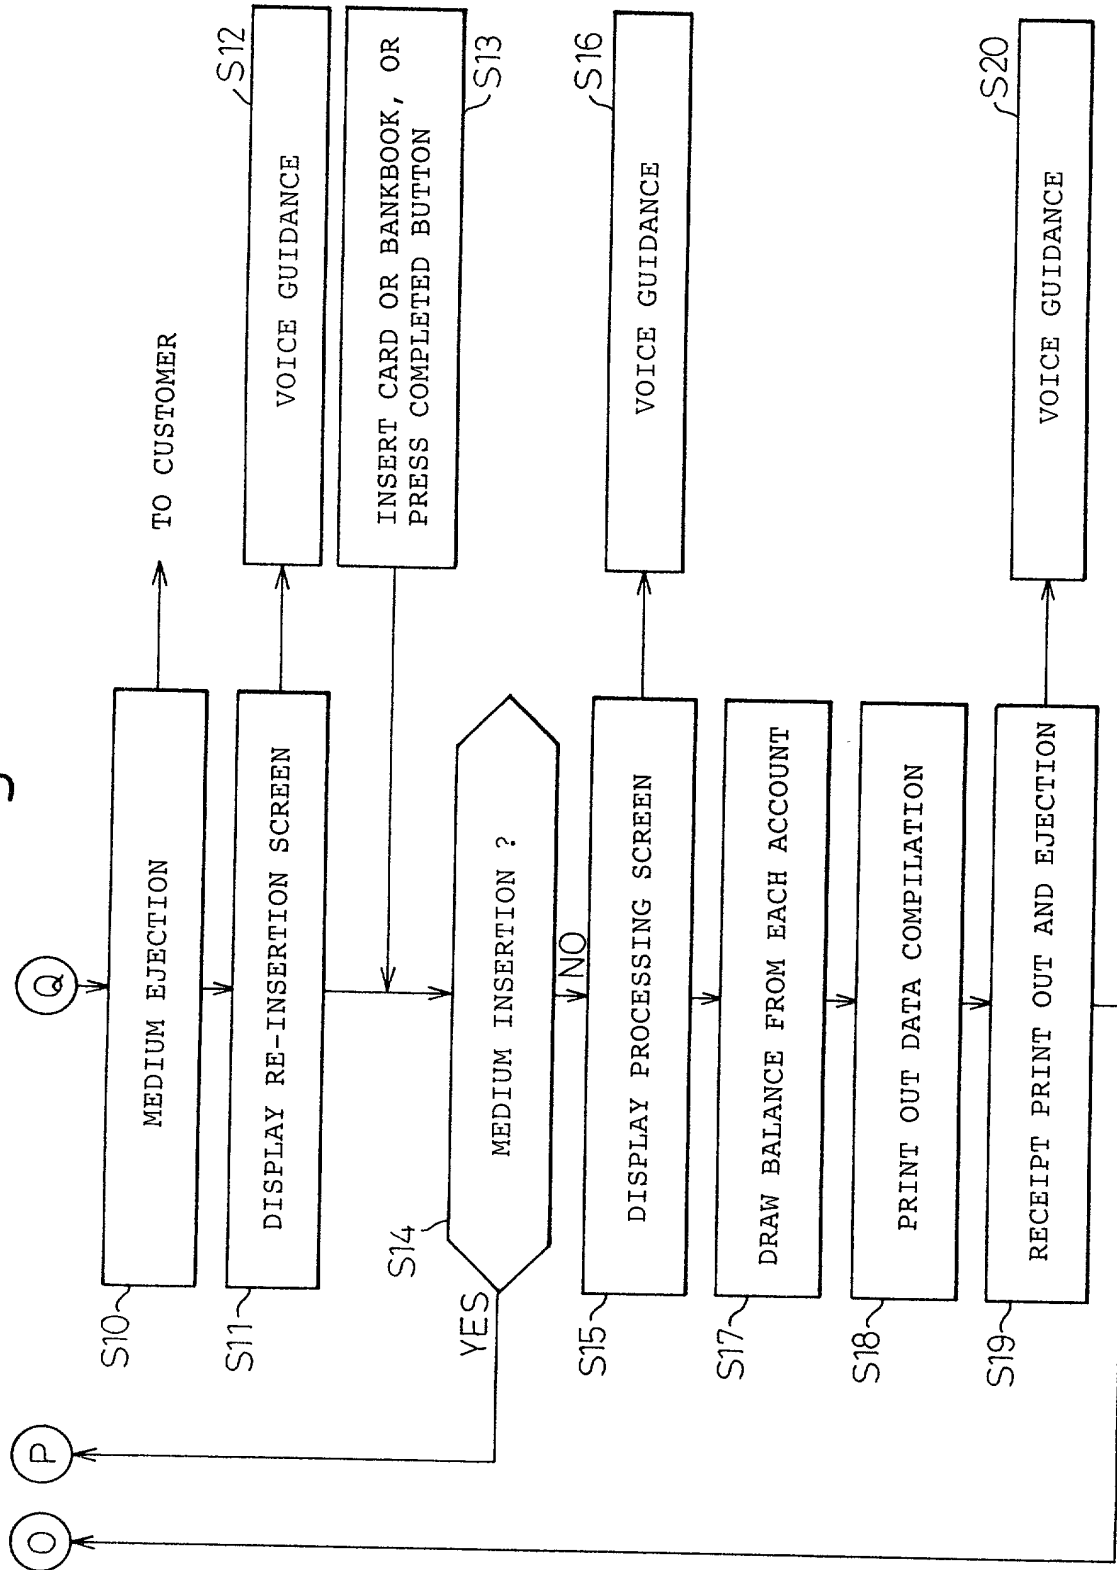 O
P
Q
S10
MEDIUM EJECTION
TO CUSTOMER
S11
DISPLAY RE-INSERTION SCREEN
S12
VOICE GUIDANCE
INSERT CARD OR BANKBOOK, OR
PRESS COMPLETED BUTTON
S13
S14
MEDIUM INSERTION ?
YES
NO
S15
DISPLAY PROCESSING SCREEN
S16
VOICE GUIDANCE
S17
DRAW BALANCE FROM EACH ACCOUNT
S18
PRINT OUT DATA COMPILATION
S19
RECEIPT PRINT OUT AND EJECTION
S20
VOICE GUIDANCE